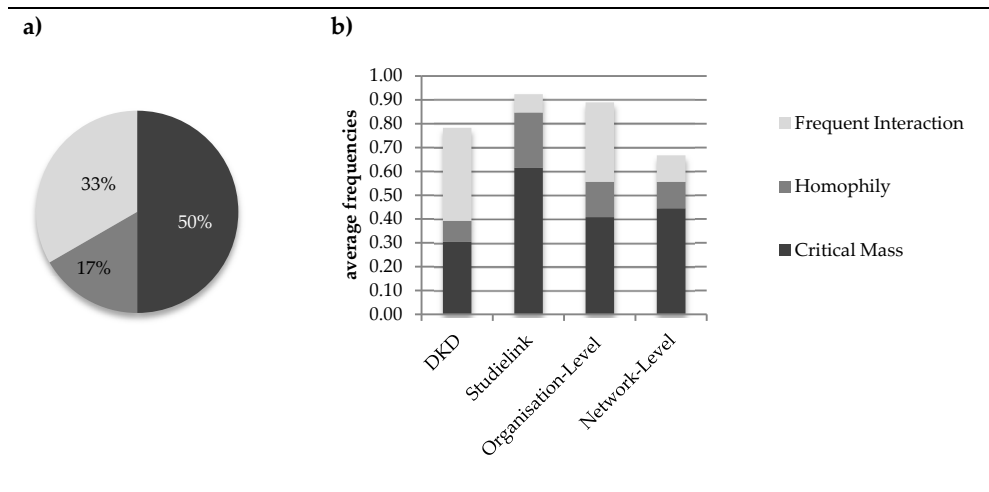 a)
33%
50%
17%
b)
average frequencies
1.00
0.90
0.80
0.70
0.60
0.50
0.40
0.30
0.20
0.10
0.00
DKD
Studielink
Organisation-Level
Network-Level
Frequent Interaction
Homophily
Critical Mass